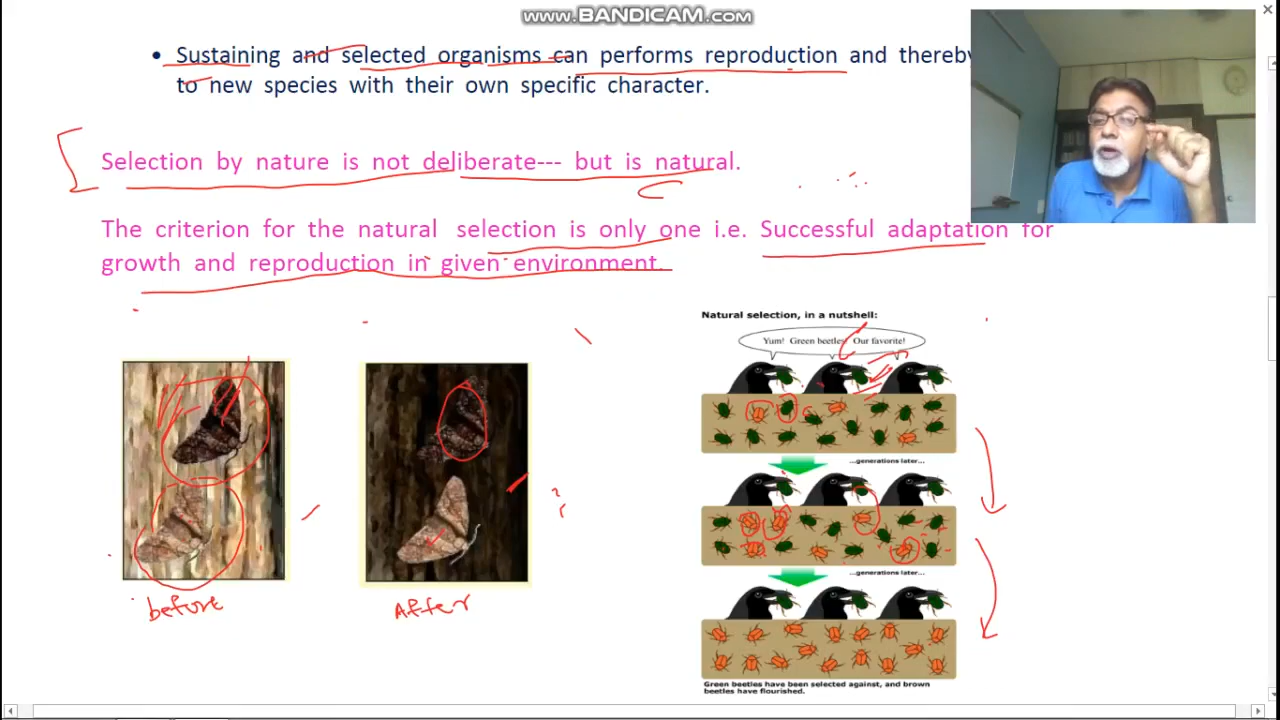 www.BANDICAM.com
• Sustaining and selected organisms can performs reproduction and thereby
to new species with their own specific character.
Selection by nature is not deliberate--- but is natural.
The criterion for the natural selection is only one i.e. Successful adaptation for
growth and reproduction in given environment.
Natural selection, in a nutshell:
Yum! Green beetles! Our favorite!
...generations later...
...generations later...
before
After
Green beetles have been selected against, and brown
beetles have flourished.